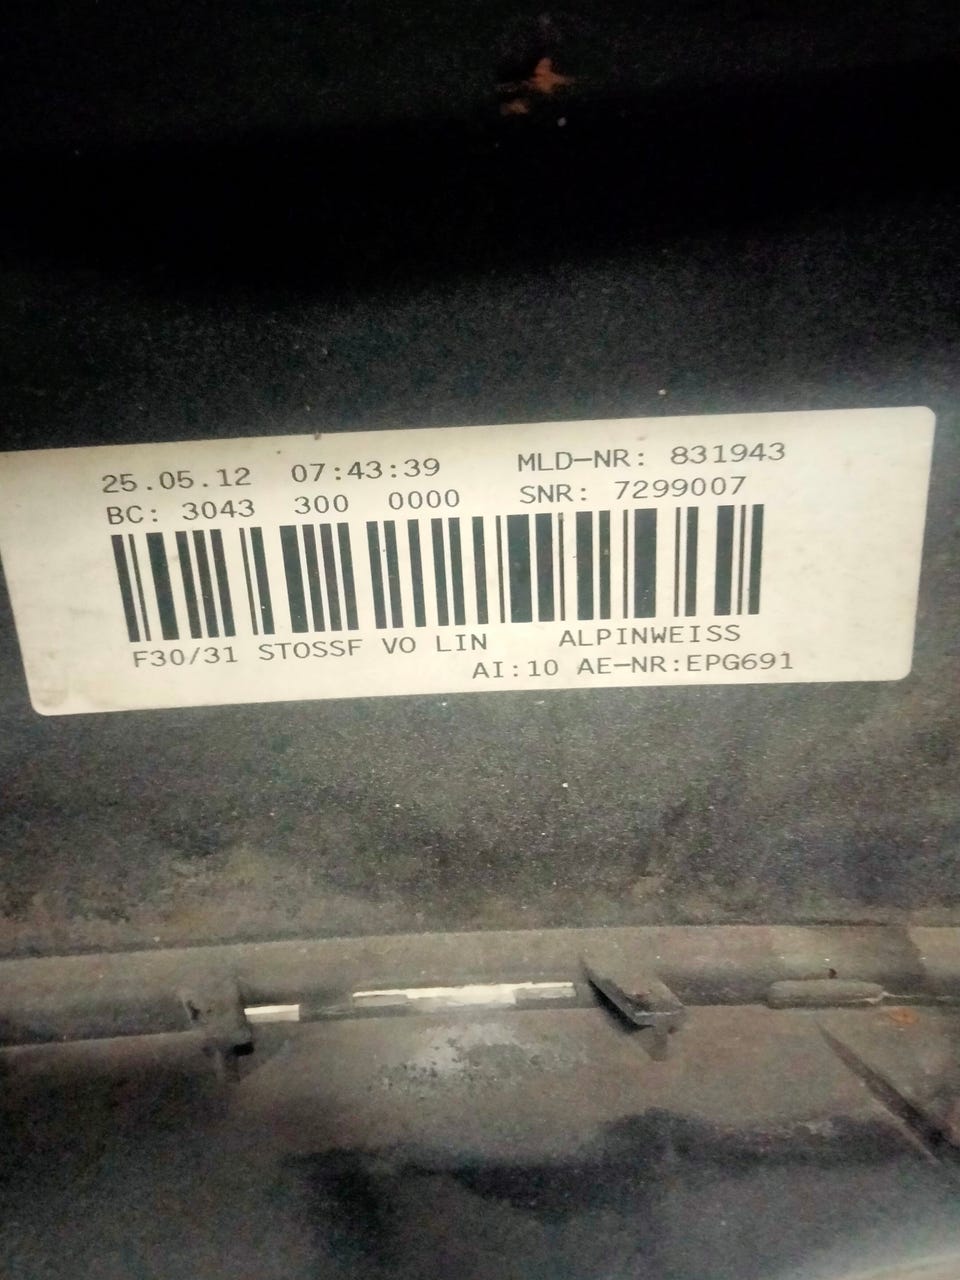 25.05.12 07:43:39 MLD-NR: 831943
BC: 3043 300 0000 SNR: 7299007
F30/31 STOSSF VO LIN ALPINWEISS
AI:10 AE-NR:EPG691